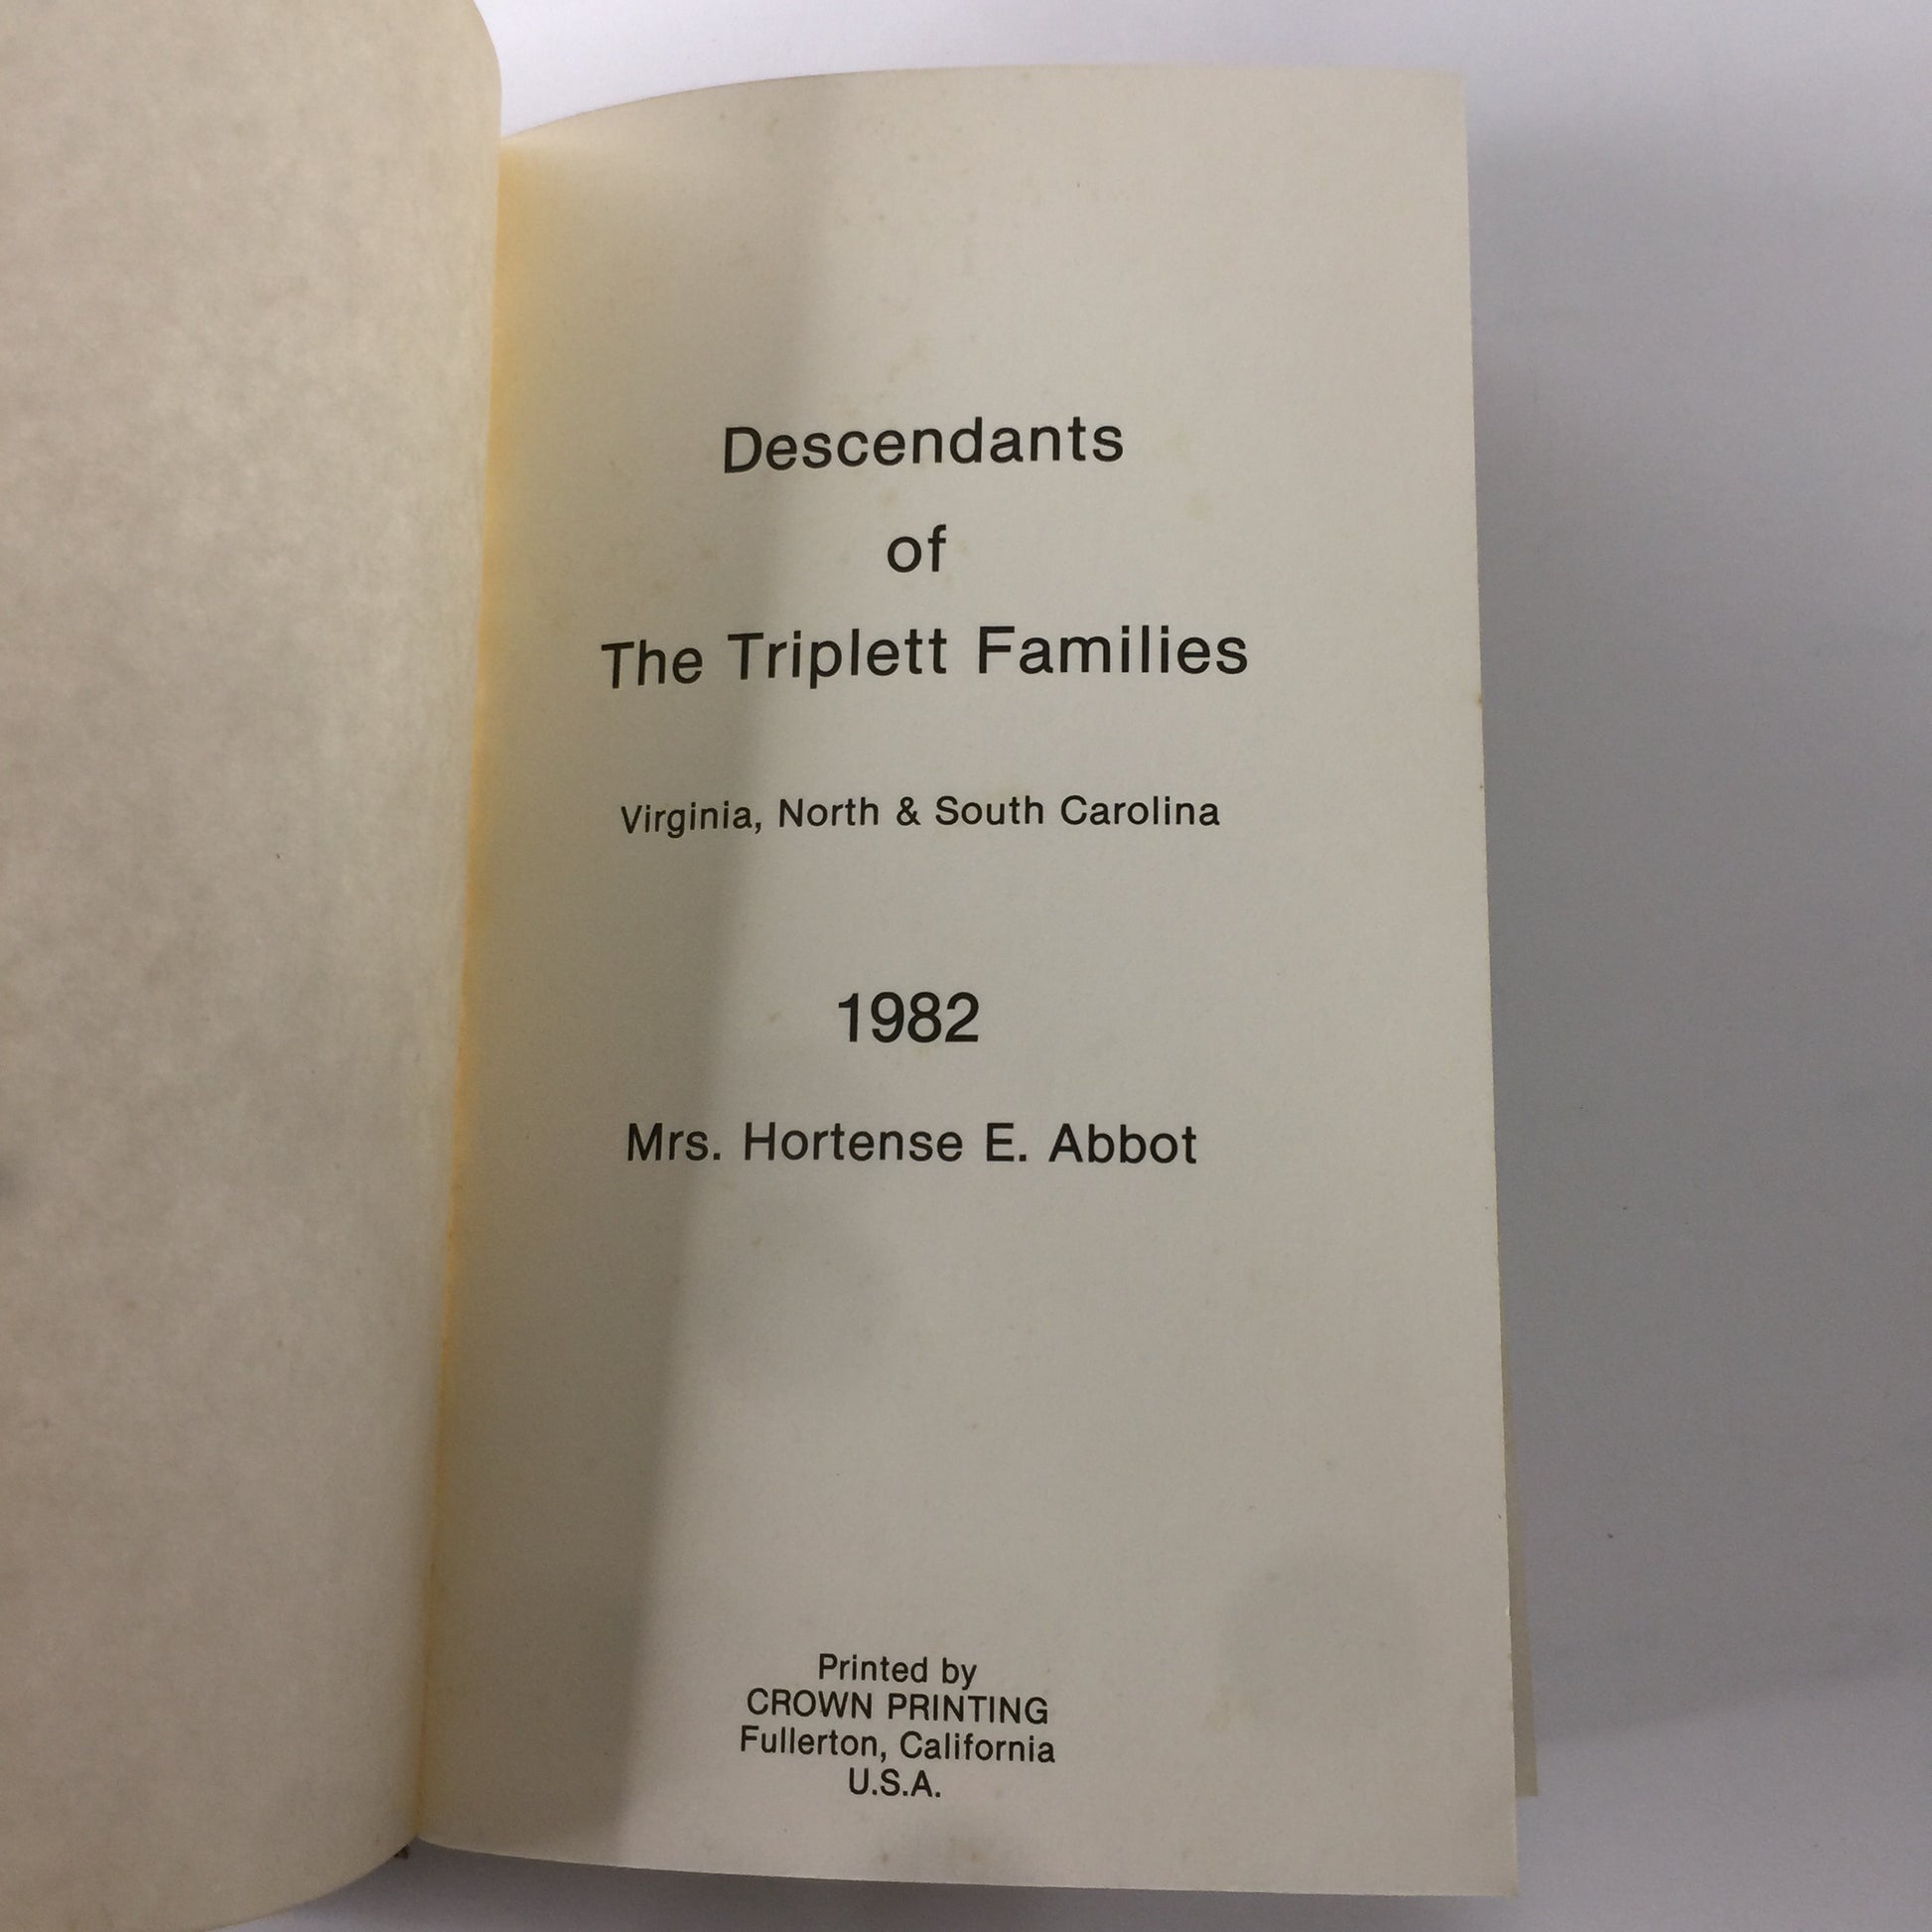 Descendants
of
The Triplett Families
Virginia, North & South Carolina
1982
Mrs. Hortense E. Abbot
Printed by
CROWN PRINTING
Fullerton, California
U.S.A.